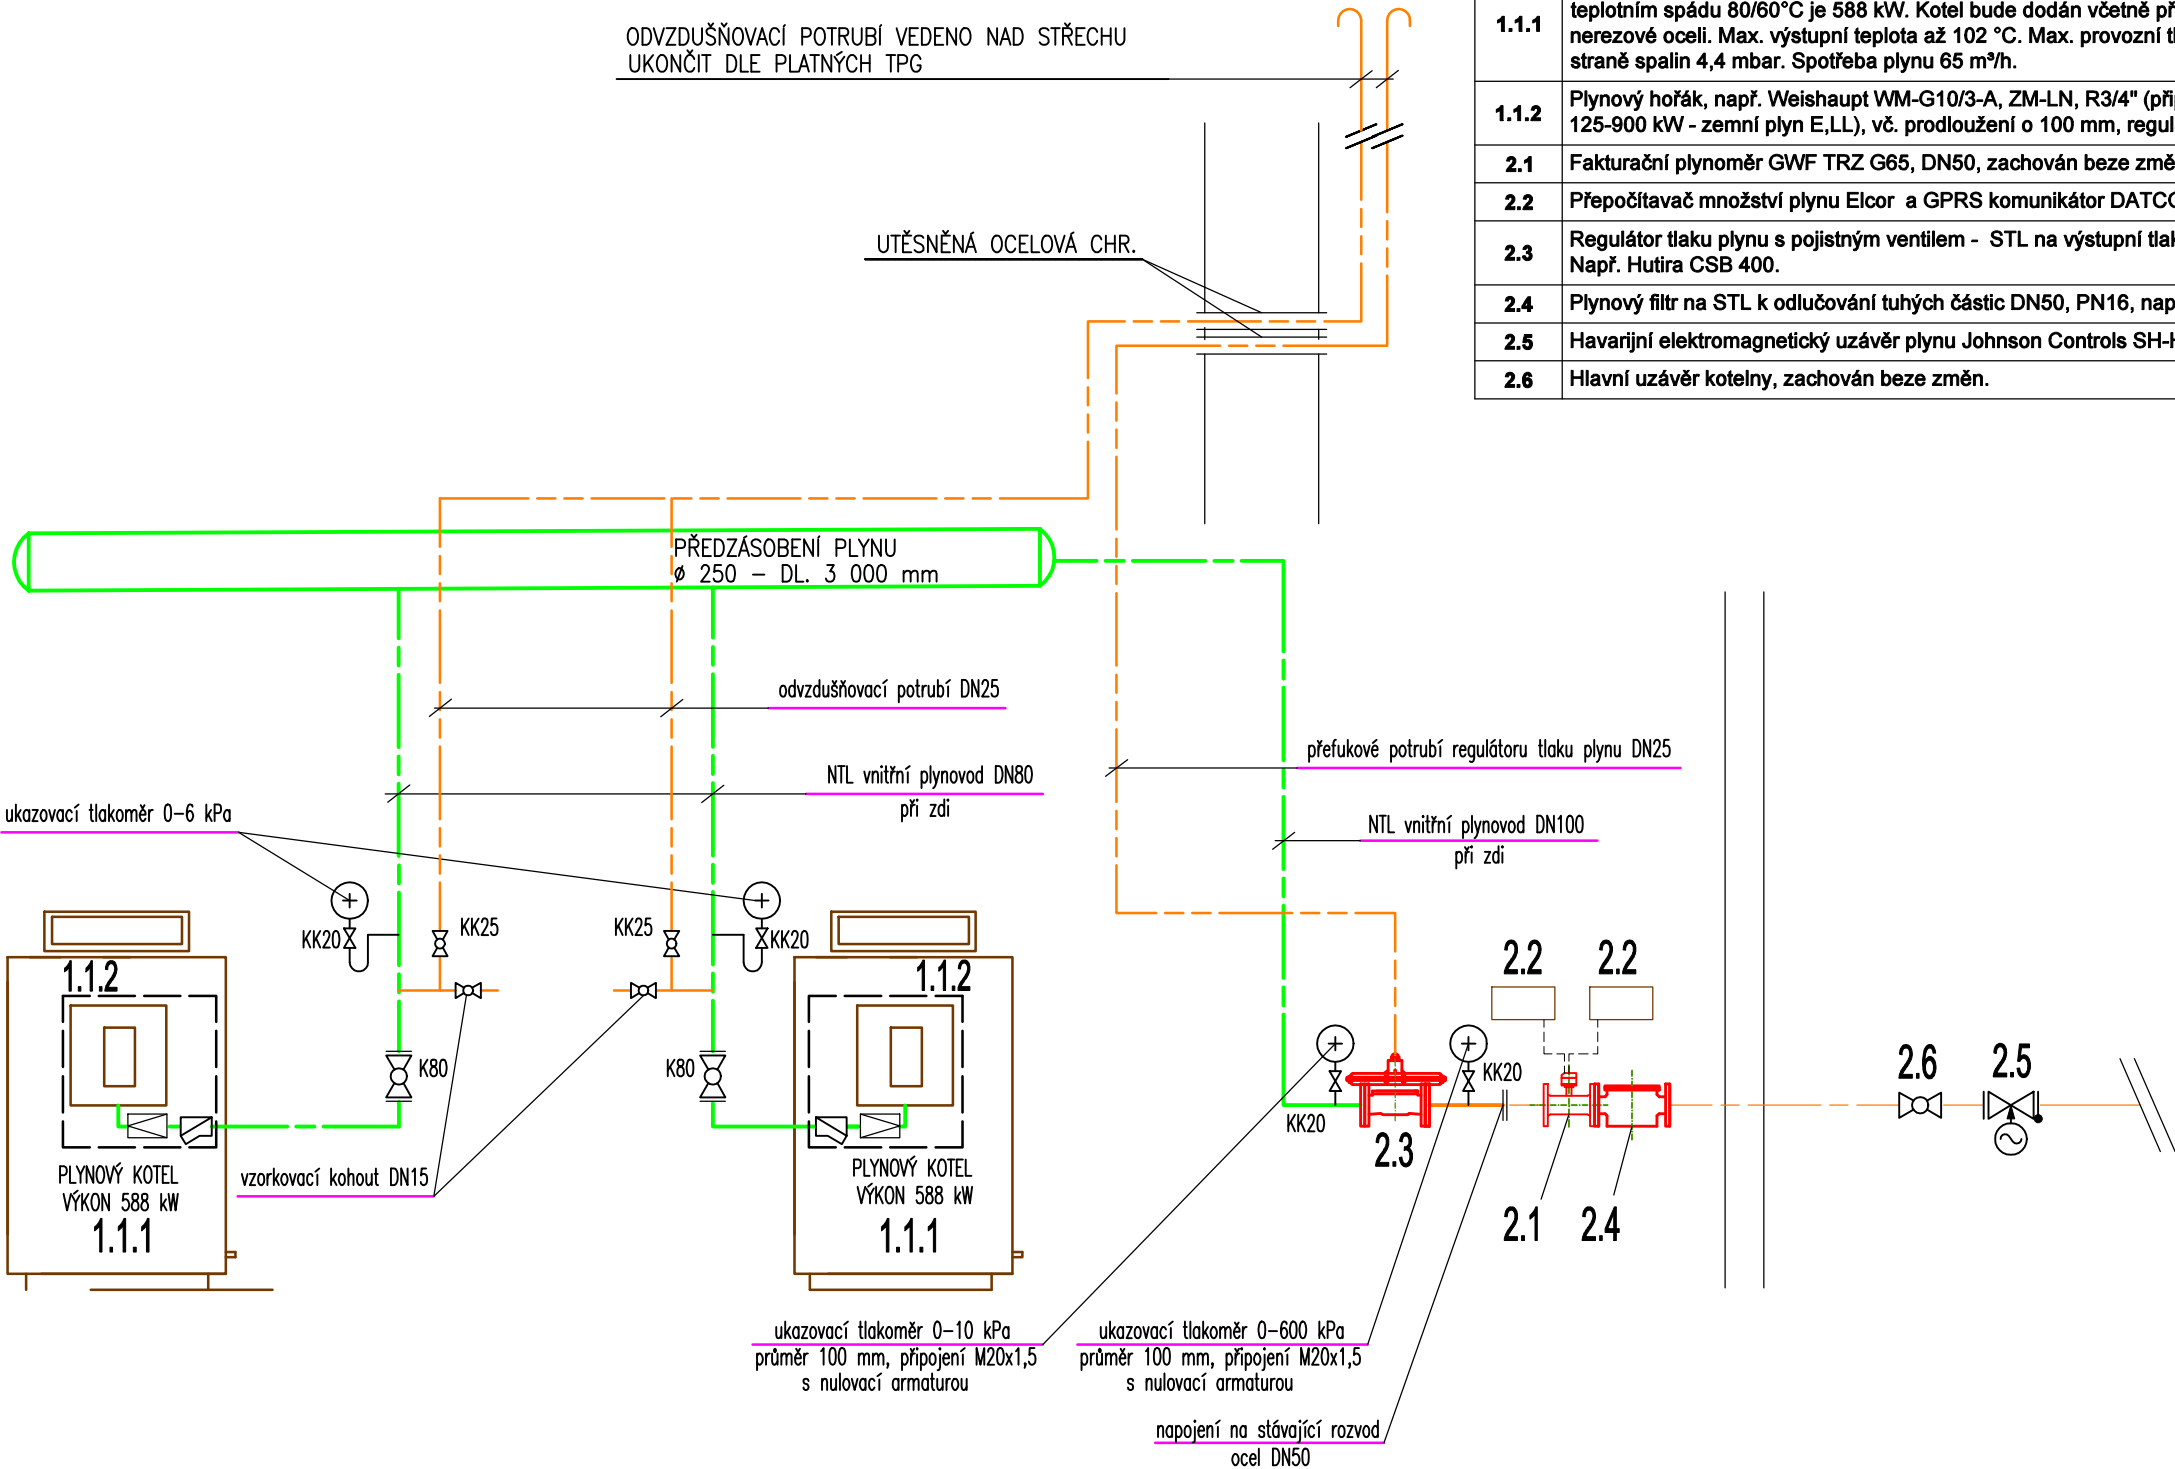 ODVZDUŠŇOVACÍ POTRUBÍ VEDENO NAD STŘECHU
UKONČIT DLE PLATNÝCH TPG
1.1.1
teplotním spádu 80/60°C je 588 kW. Kotel bude dodán včetně
nerezové oceli. Max. výstupní teplota až 102 °C. Max. provozní
straně spalin 4,4 mbar. Spotřeba plynu 65 m³/h.
1.1.2
Plynový hořák, např. Weishaupt WM-G10/3-A, ZM-LN, R3/4"
125-900 kW - zemní plyn E,LL), vč. prodloužení o 100 mm,
2.1
Fakturační plynoměr GWF TRZ G65, DN50, zachován beze
2.2
Přepočítavač množství plynu Elcor a GPRS komunikátor
2.3
Regulátor tlaku plynu s pojistným ventilem - STL na výstupní
Např. Hutira CSB 400.
2.4
Plynový filtr na STL k odlučování tuhých částic DN50, PN16,
2.5
Havarijní elektromagnetický uzávěr plynu Johnson Controls
2.6
Hlavní uzávěr kotelny, zachován beze změn.
UTĚSNĚNÁ OCELOVÁ CHR.
PŘEDZÁSOBENÍ PLYNU
ø 250 – DL. 3 000 mm
odvzdušňovací potrubí DN25
přefukové potrubí regulátoru tlaku plynu DN25
NTL vnitřní plynovod DN80
při zdi
ukazovací tlakoměr 0–6 kPa
NTL vnitřní plynovod DN100
při zdi
KK20
KK25
KK25
KK20
1.1.2
1.1.2
2.2
2.2
K80
K80
KK20
KK20
2.6
2.5
2.3
PLYNOVÝ KOTEL
VÝKON 588 kW
1.1.1
vzorkovací kohout DN15
PLYNOVÝ KOTEL
VÝKON 588 kW
1.1.1
2.1
2.4
ukazovací tlakoměr 0–10 kPa
průměr 100 mm, připojení M20x1,5
s nulovací armaturou
ukazovací tlakoměr 0–600 kPa
průměr 100 mm, připojení M20x1,5
s nulovací armaturou
napojení na stávající rozvod
ocel DN50